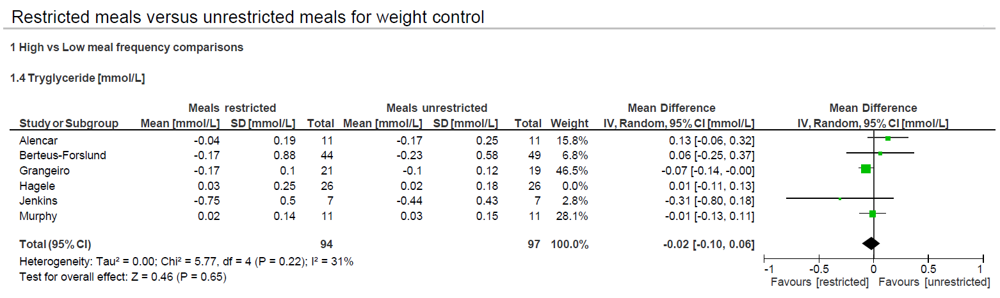 Restricted meals versus unrestricted meals for weight control
1 High vs Low meal frequency comparisons
1.4 Tryglyceride [mmol/L]
Meals restricted Meals unrestricted Mean Difference Mean Difference
Study or Subgroup Mean [mmol/L] SD [mmol/L] Total Mean [mmol/L] SD [mmol/L] Total Weight IV, Random, 95% CI [mmol/L] IV, Random, 95% CI [mmol/L]
Alencar -0.04 0.19 11 -0.17 0.25 11 15.8% 0.13 [-0.06, 0.32]
Berteus-Forslund -0.17 0.88 44 -0.23 0.58 49 6.8% 0.06 [-0.25, 0.37]
Grangeiro -0.17 0.1 21 -0.1 0.12 19 46.5% -0.07 [-0.14, -0.00]
Hagele 0.03 0.25 26 0.02 0.18 26 0.0% 0.01 [-0.11, 0.13]
Jenkins -0.75 0.5 7 -0.44 0.43 7 2.8% -0.31 [-0.80, 0.18]
Murphy 0.02 0.14 11 0.03 0.15 11 28.1% -0.01 [-0.13, 0.11]
Total (95% CI) 94 97 100.0% -0.02 [-0.10, 0.06]
Heterogeneity: Tau² = 0.00; Chi² = 5.77, df = 4 (P = 0.22); I² = 31%
Test for overall effect: Z = 0.46 (P = 0.65)
-1 -0.5 0 0.5 1
Favours [restricted] Favours [unrestricted]